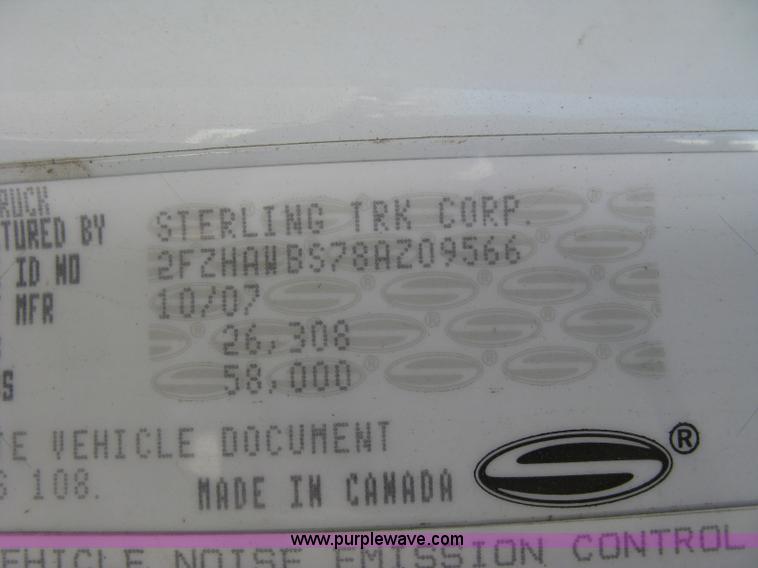 RUCK
TURED BY STERLING TRK CORP.
ID NO 2FZHAWBS78AZ09566
MFR 10/07
26,308
S 58,000
E VEHICLE DOCUMENT
S 108.
MADE IN CANADA
®
www.purplewave.com
EHICLE NOISE EMISSION CONTROL